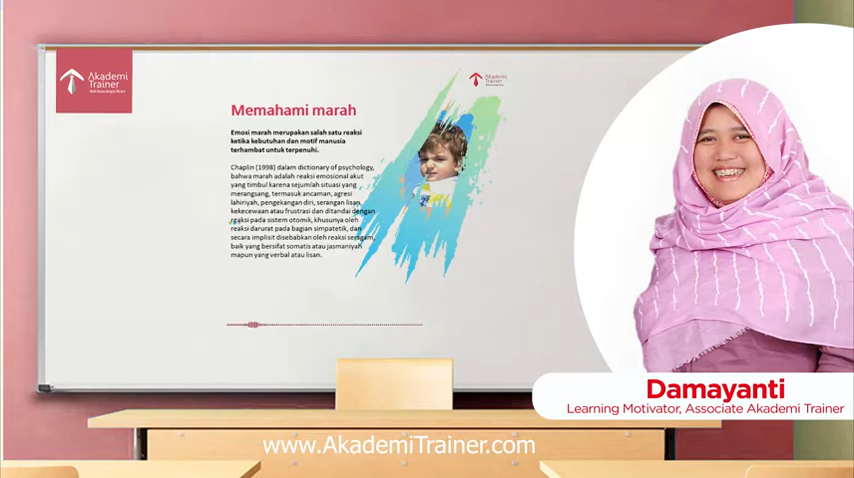 Akademi
Trainer
Memahami marah
Emosi marah merupakan salah satu reaksi
ketika kebutuhan dan motif manusia
terhambat untuk terpenuhi.
Chaplin (1998) dalam dictionary of psychology,
bahwa marah adalah reaksi emosional akut
yang timbul karena sejumlah situasi yang
merangsang, termasuk ancaman, agresi
lahiriyah, pengekangan diri, serangan lisan,
kekecewaan atau frustrasi dan ditandai dengan
reaksi pada sistem otomik, khusunya oleh
reaksi darurat pada bagian simpatetik, dan
secara implisit disebabkan oleh reaksi seragam,
baik yang bersifat somatis atau jasmaniyah
mapun yang verbal atau lisan.
Akademi
Trainer
Damayanti
Learning Motivator, Associate Akademi Trainer
www.AkademiTrainer.com